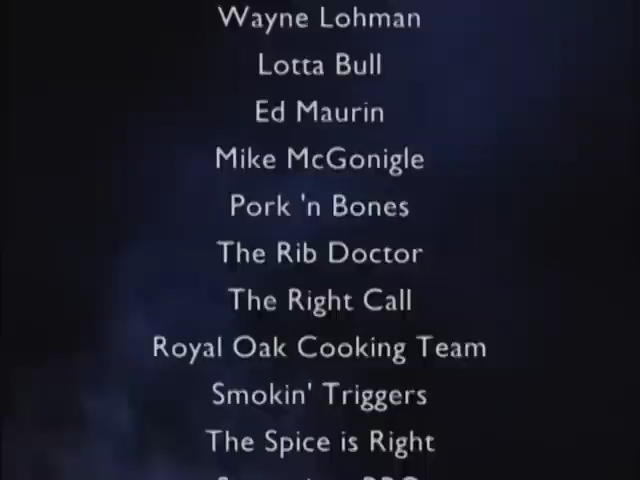 Wayne Lohman
Lotta Bull
Ed Maurin
Mike McGonigle
Pork 'n Bones
The Rib Doctor
The Right Call
Royal Oak Cooking Team
Smokin' Triggers
The Spice is Right